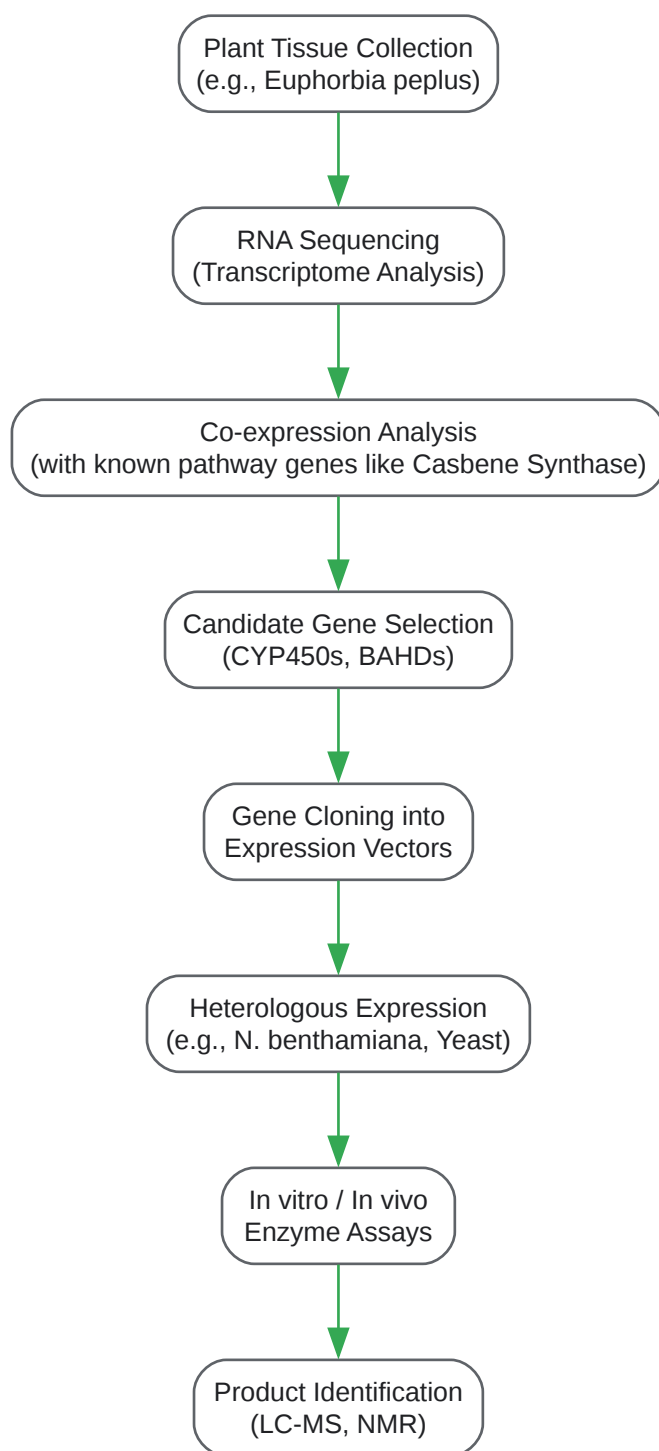 Plant Tissue Collection
(e.g., Euphorbia peplus)
RNA Sequencing
(Transcriptome Analysis)
Co-expression Analysis
(with known pathway genes like Casbene Synthase)
Candidate Gene Selection
(CYP450s, BAHDs)
Gene Cloning into
Expression Vectors
Heterologous Expression
(e.g., N. benthamiana, Yeast)
In vitro / In vivo
Enzyme Assays
Product Identification
(LC-MS, NMR)